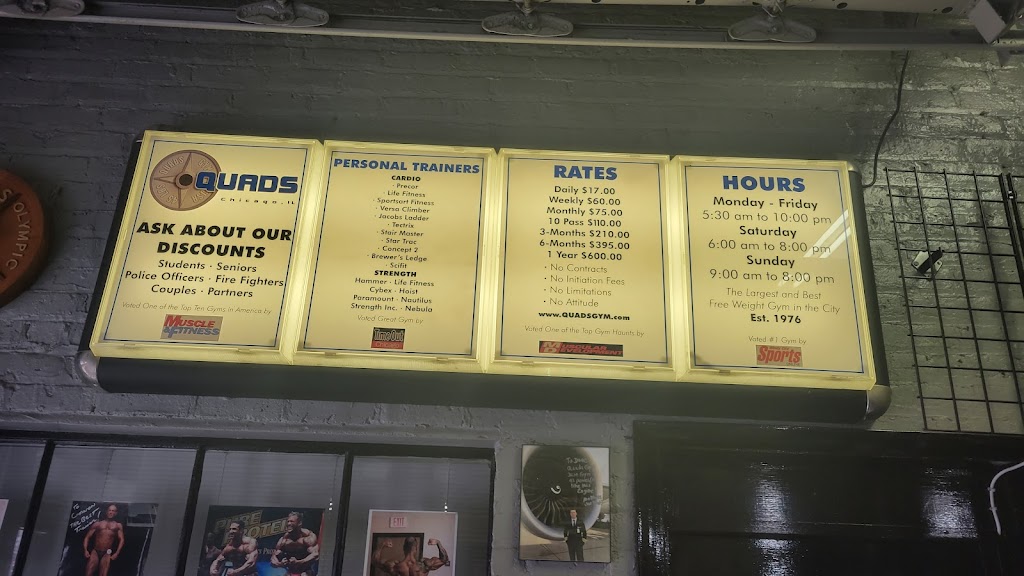 QUADS
Chicago, IL
ASK ABOUT OUR
DISCOUNTS
Students · Seniors
Police Officers · Fire Fighters
Couples · Partners
Voted One of the Top Ten Gyms in America by
MUSCLE
&FITNESS
PERSONAL TRAINERS
CARDIO
· Precor
· Life Fitness
· Sportsart Fitness
· Versa Climber
· Jacobs Ladder
· Tectrix
· Stair Master
· Star Trac
· Concept 2
· Brewer's Ledge
· Scifit
STRENGTH
Hammer · Life Fitness
Cybex · Hoist
Paramount · Nautilus
Strength Inc. · Nebula
Voted Great Gym by
TimeOut
CHICAGO
RATES
Daily $17.00
Weekly $60.00
Monthly $75.00
10 Pass $110.00
3-Months $210.00
6-Months $395.00
1 Year $600.00
· No Contracts
· No Initiation Fees
· No Limitations
· No Attitude
www.QUADSGYM.com
Voted One of the Top Gym Haunts by
MUSCULAR
DEVELOPMENT
HOURS
Monday - Friday
5:30 am to 10:00 pm
Saturday
6:00 am to 8:00 pm
Sunday
9:00 am to 8:00 pm
The Largest and Best
Free Weight Gym in the City
Est. 1976
Voted #1 Gym by
Sports
OLYMPIC
EXIT